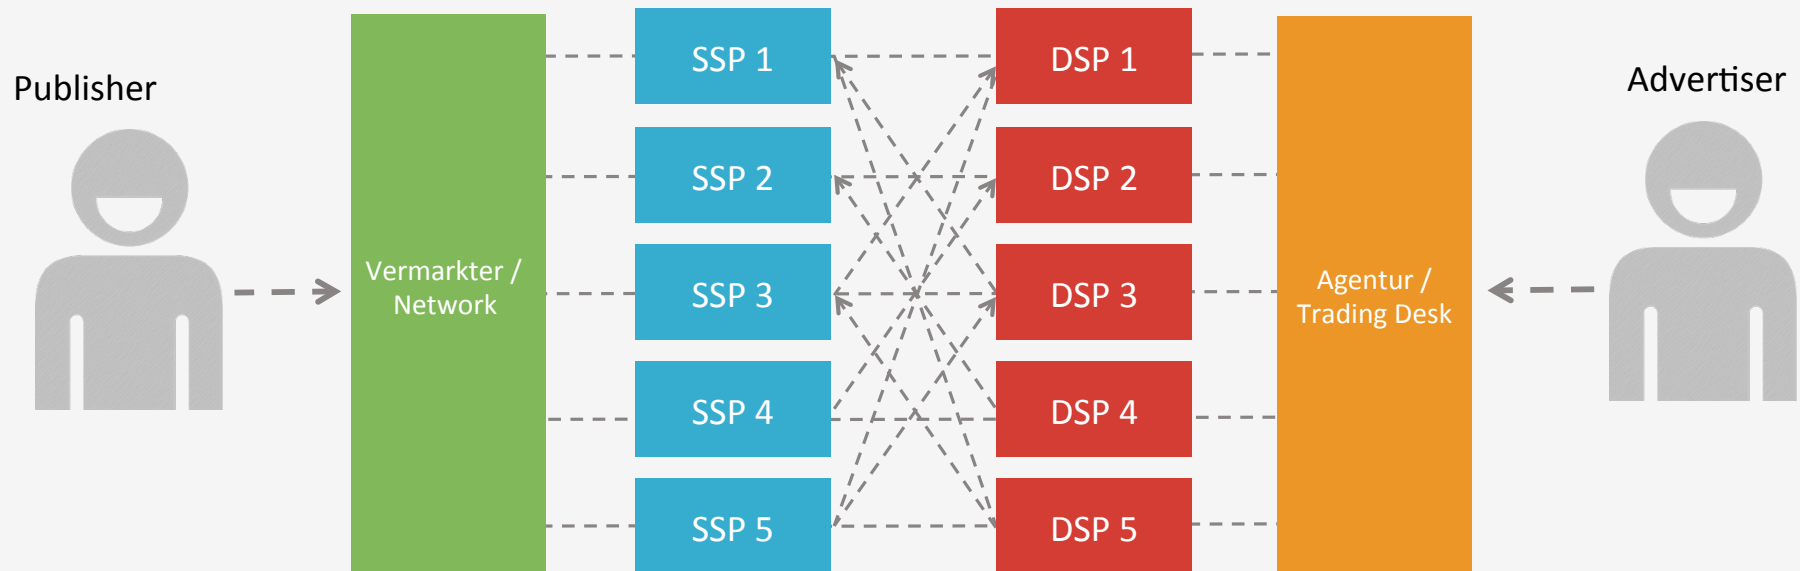 Publisher
Vermarkter /
Network
SSP 1
SSP 2
SSP 3
SSP 4
SSP 5
DSP 1
DSP 2
DSP 3
DSP 4
DSP 5
Agentur /
Trading Desk
Advertiser